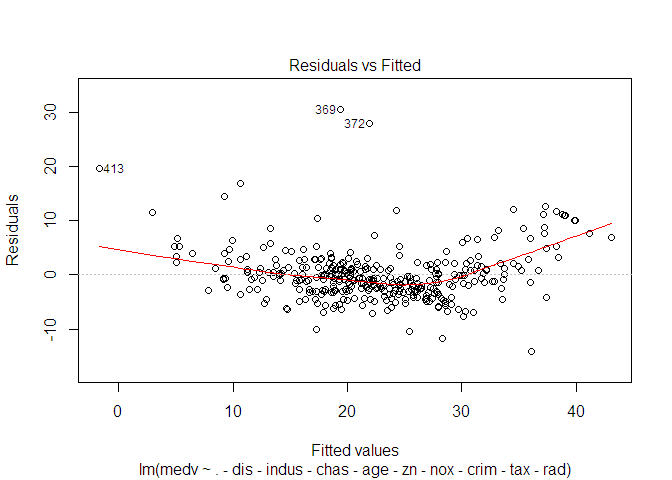 Residuals vs Fitted
Residuals
30
20
10
0
-10
369
372
413
0 10 20 30 40
Fitted values
lm(medv ~ . - dis - indus - chas - age - zn - nox - crim - tax - rad)